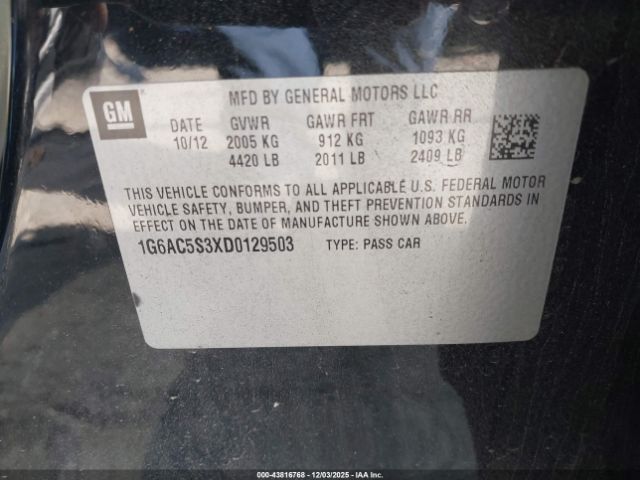 GM
MFD BY GENERAL MOTORS LLC
DATE GVWR GAWR FRT GAWR RR
10/12 2005 KG 912 KG 1093 KG
4420 LB 2011 LB 2409 LB
THIS VEHICLE CONFORMS TO ALL APPLICABLE U.S. FEDERAL MOTOR
VEHICLE SAFETY, BUMPER, AND THEFT PREVENTION STANDARDS IN
EFFECT ON THE DATE OF MANUFACTURE SHOWN ABOVE.
1G6AC5S3XD0129503 TYPE: PASS CAR
00-43816768 - 12/03/2025 - IAA Inc.